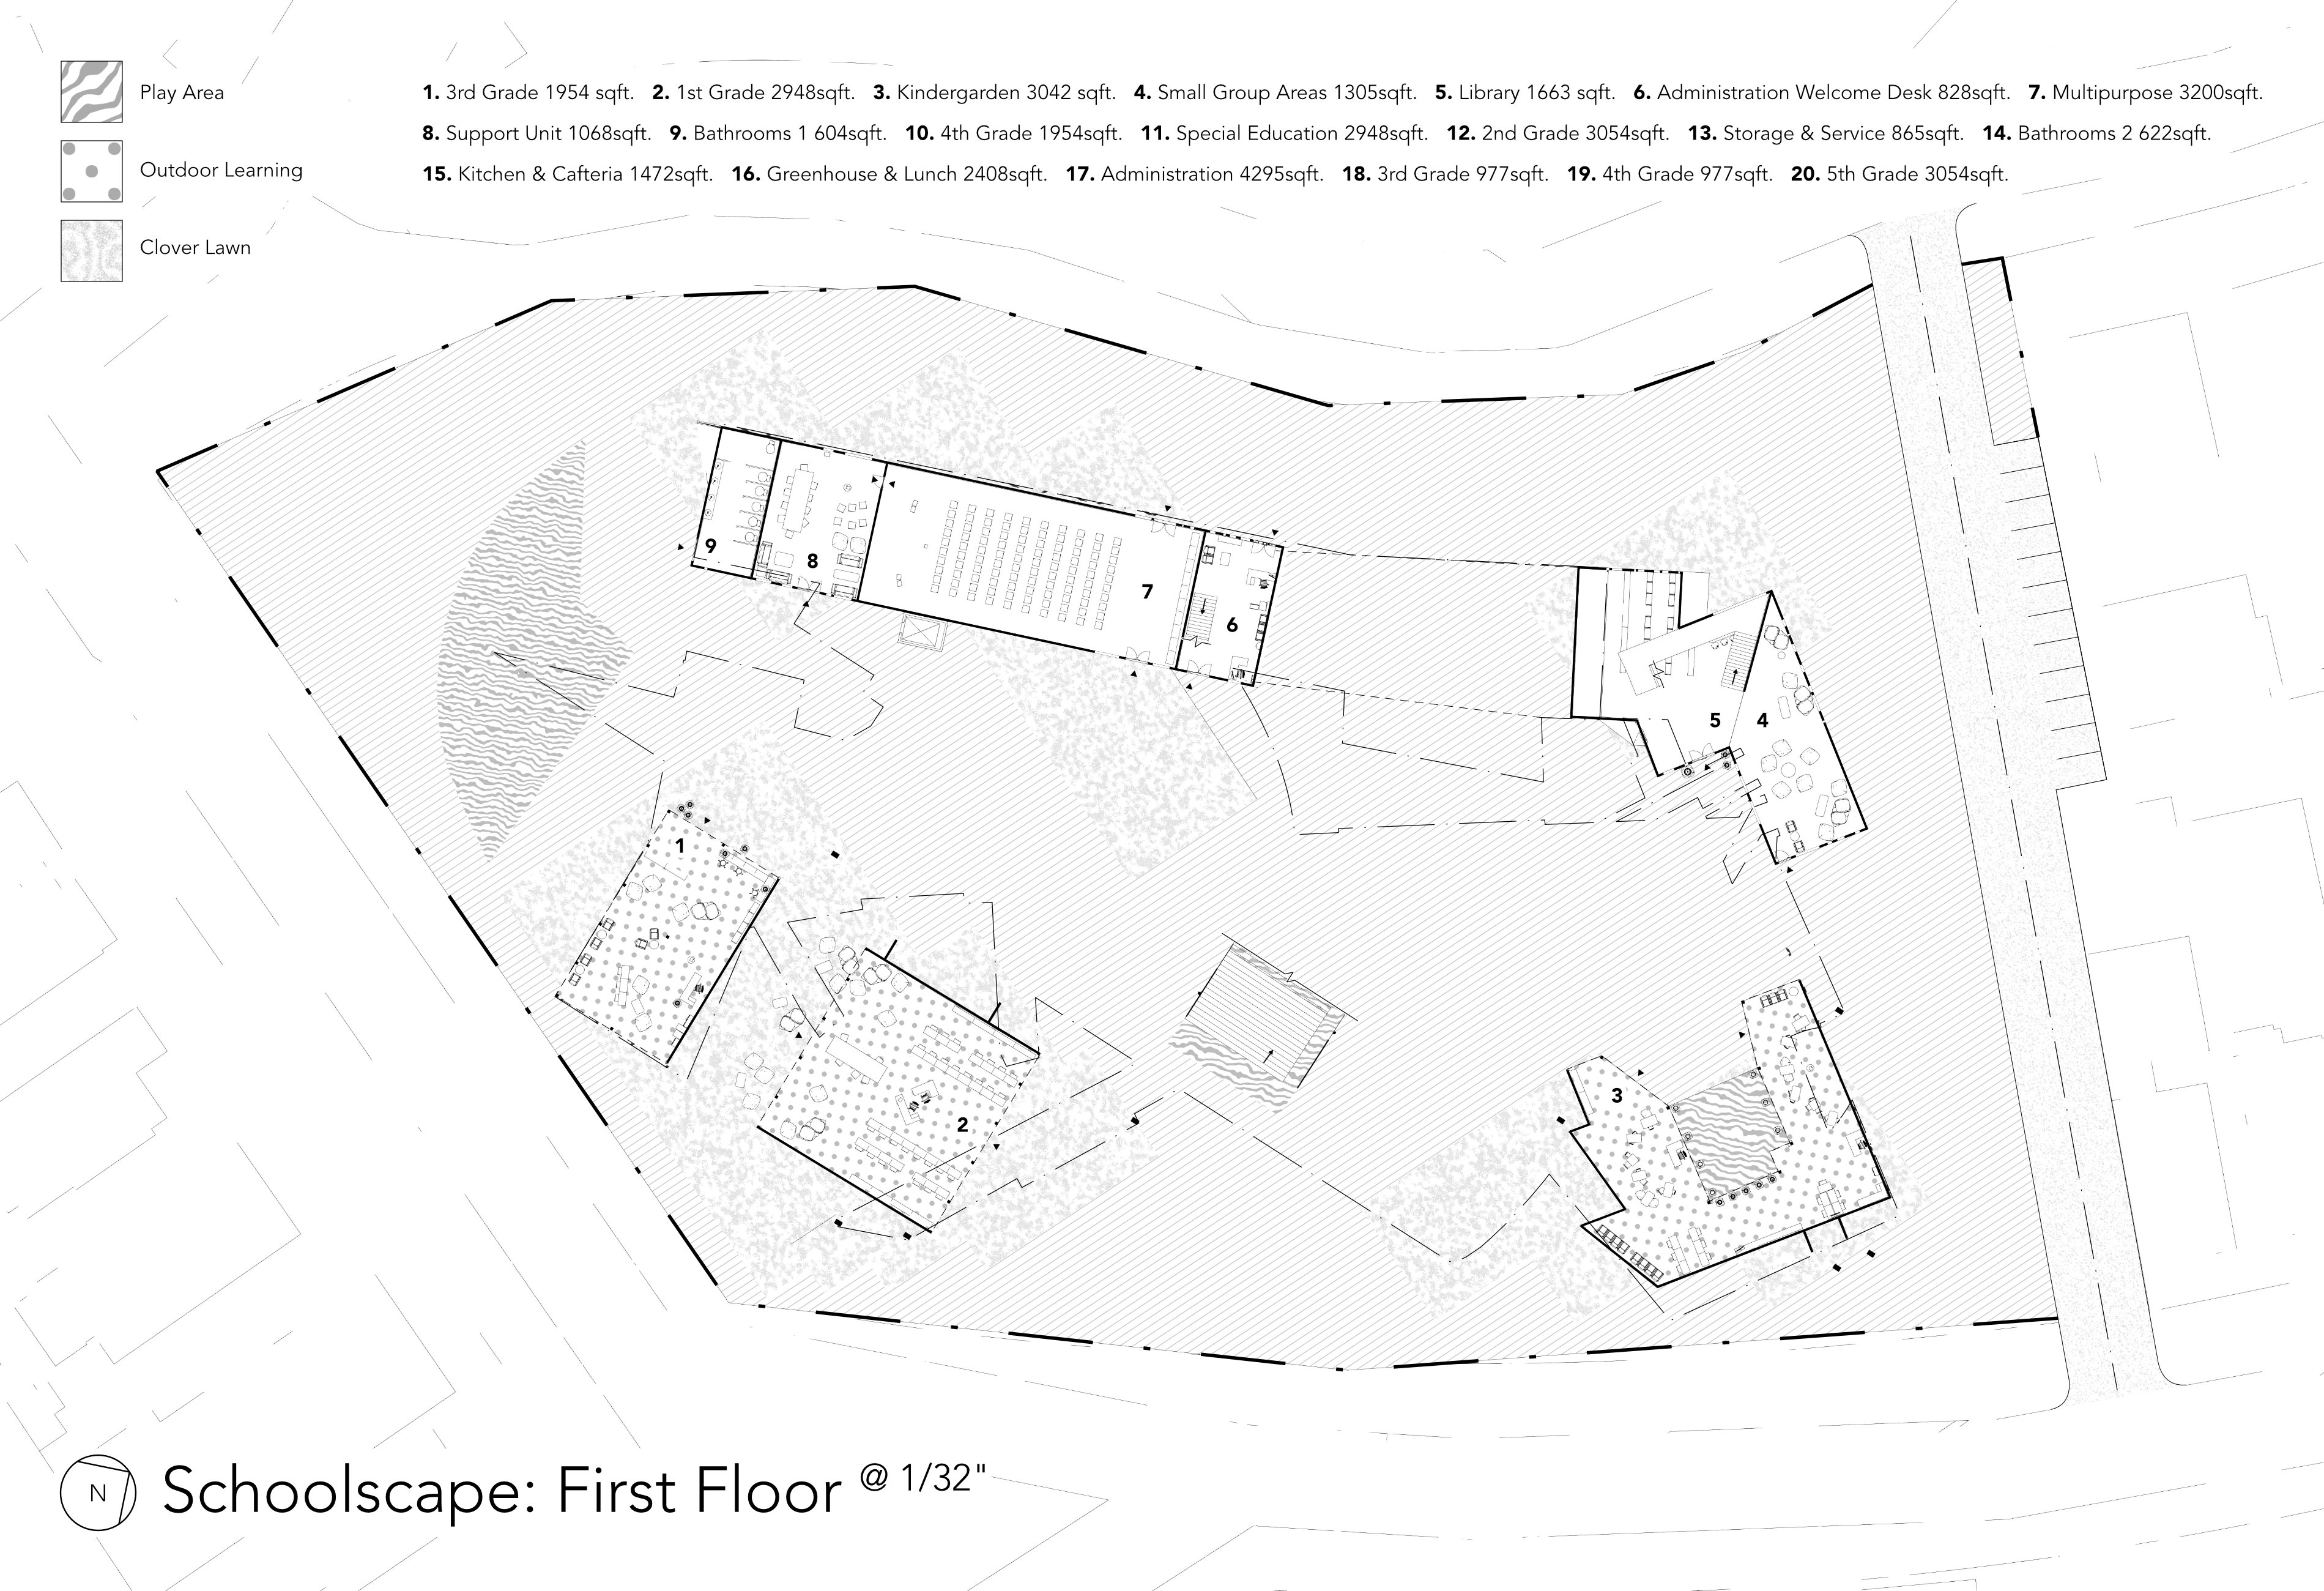 Play Area
Outdoor Learning
Clover Lawn
1. 3rd Grade 1954 sqft. 2. 1st Grade 2948sqft. 3. Kindergarden 3042 sqft. 4. Small Group Areas 1305sqft. 5. Library 1663 sqft. 6. Administration Welcome Desk 828sqft. 7. Multipurpose 3200sqft.
8. Support Unit 1068sqft. 9. Bathrooms 1 604sqft. 10. 4th Grade 1954sqft. 11. Special Education 2948sqft. 12. 2nd Grade 3054sqft. 13. Storage & Service 865sqft. 14. Bathrooms 2 622sqft.
15. Kitchen & Cafteria 1472sqft. 16. Greenhouse & Lunch 2408sqft. 17. Administration 4295sqft. 18. 3rd Grade 977sqft. 19. 4th Grade 977sqft. 20. 5th Grade 3054sqft.
9
8
7
6
5
4
1
2
3
N
Schoolscape: First Floor @ 1/32"